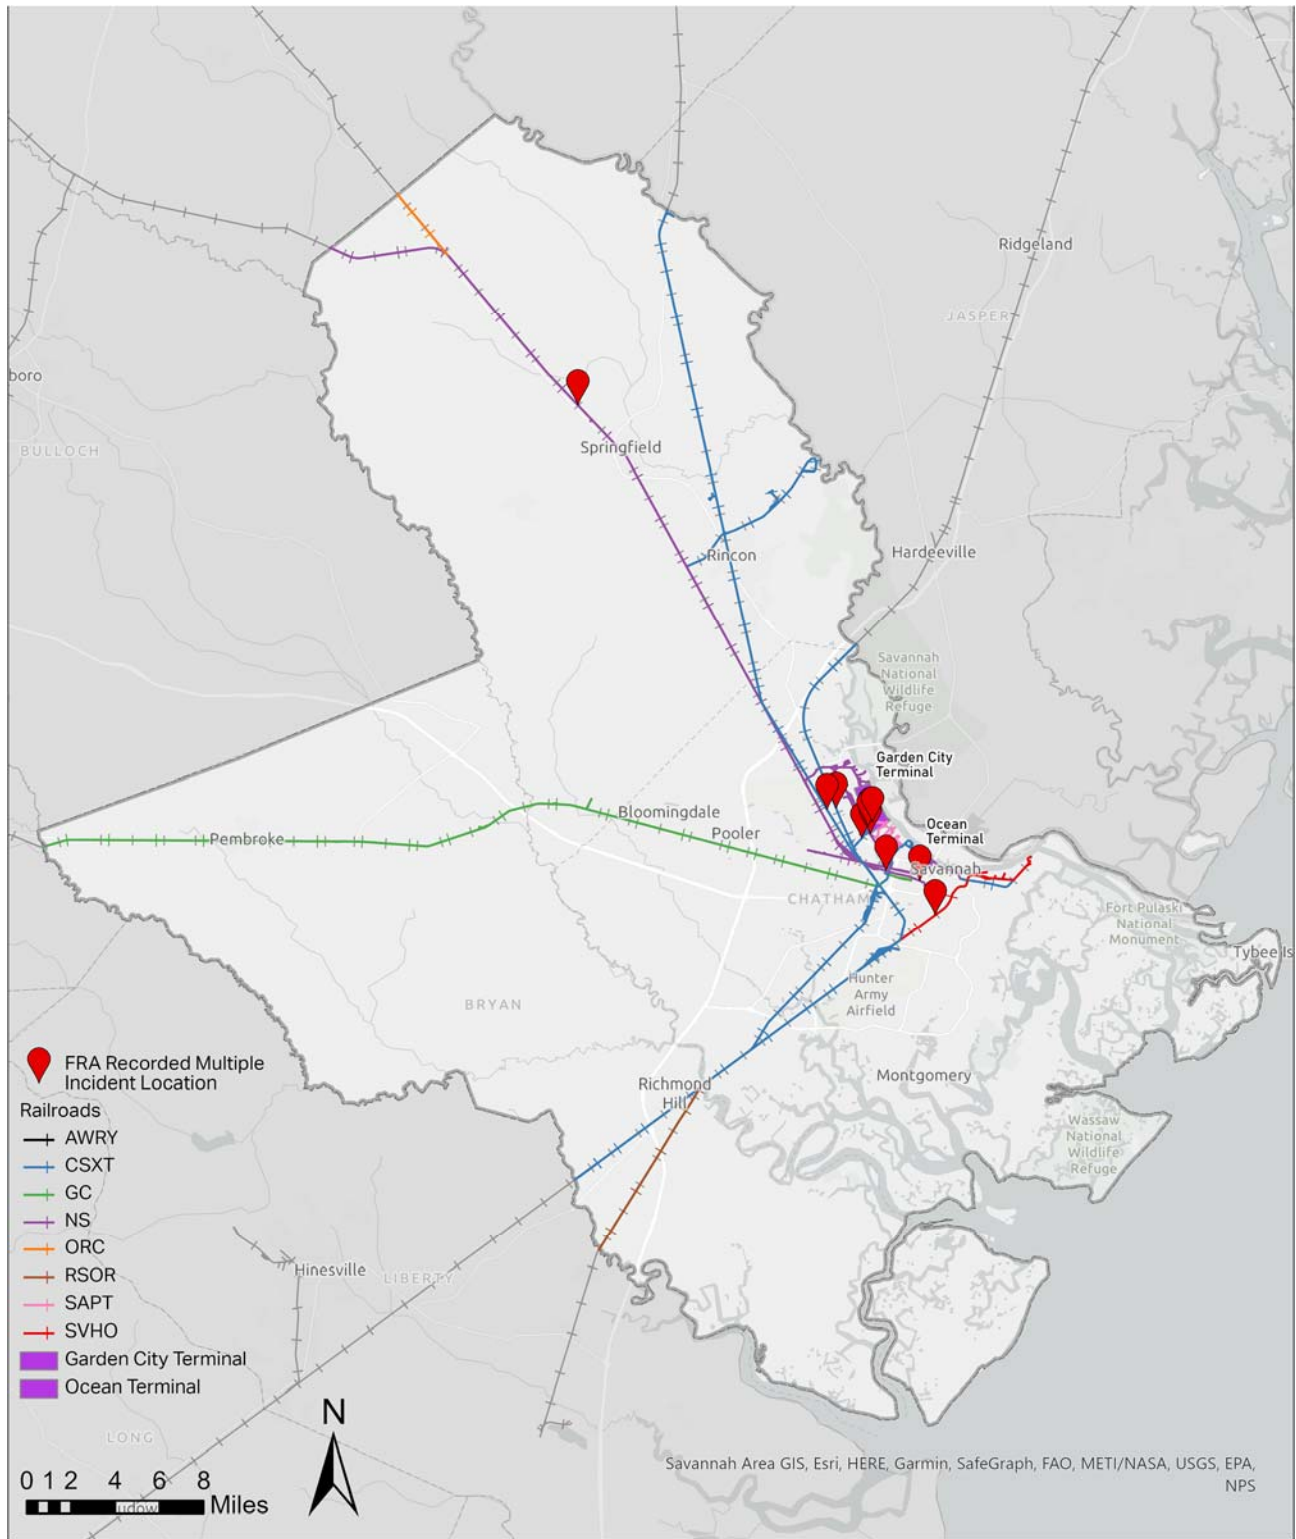 Ridgeland
JASPER
boro
BULLOCH
Springfield
Hardeeville
Rincon
Savannah
National
Wildlife
Refuge
Garden City
Terminal
Bloomingdale
Pooler
Pembroke
Ocean
Terminal
Savannah
CHATHAM
Fort Pulaski
National
Monument
Tybee Is
Hunter
Army
Airfield
BRYAN
Richmond
Hill
Montgomery
Wassaw
National
Wildlife
Refuge
FRA Recorded Multiple
Incident Location
Railroads
AWRY
CSXT
GC
NS
ORC
RSOR
SAPT
SVHO
Garden City Terminal
Ocean Terminal
Hinesville
LIBERTY
LONG
N
0 1 2 4 6 8
Miles
udow
Savannah Area GIS, Esri, HERE, Garmin, SafeGraph, FAO, METI/NASA, USGS, EPA,
NPS